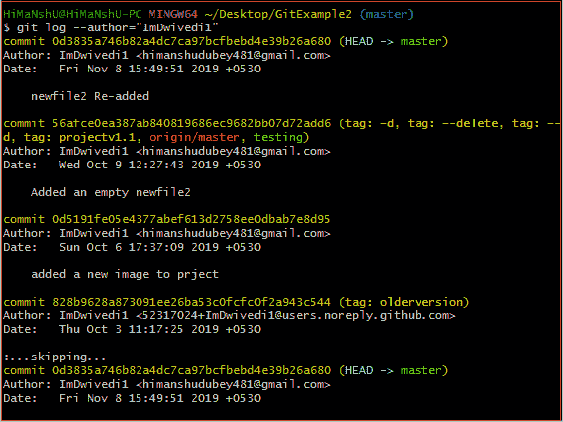 HiMaNshU@HiMaNshU-PC MINGW64 ~/Desktop/GitExample2 (master)
$ git log --author="ImDwivedi1"
commit 0d3835a746b82a4dc7ca97bcfbebd4e39b26a680 (HEAD -> master)
Author: ImDwivedi1 <himanshudubey481@gmail.com>
Date:   Fri Nov 8 15:49:51 2019 +0530
newfile2 Re-added
commit 56afce0ea387ab840819686ec9682bb07d72add6 (tag: -d, tag: --delete, tag: --
d, tag: projectv1.1, origin/master, testing)
Author: ImDwivedi1 <himanshudubey481@gmail.com>
Date:   Wed Oct 9 12:27:43 2019 +0530
Added an empty newfile2
commit 0d5191fe05e4377abef613d2758ee0dbab7e8d95
Author: ImDwivedi1 <himanshudubey481@gmail.com>
Date:   Sun Oct 6 17:37:09 2019 +0530
added a new image to prject
commit 828b9628a873091ee26ba53c0fcfc0f2a943c544 (tag: olderversion)
Author: ImDwivedi1 <52317024+ImDwivedi1@users.noreply.github.com>
Date:   Thu Oct 3 11:17:25 2019 +0530
:...skipping...
commit 0d3835a746b82a4dc7ca97bcfbebd4e39b26a680 (HEAD -> master)
Author: ImDwivedi1 <himanshudubey481@gmail.com>
Date:   Fri Nov 8 15:49:51 2019 +0530